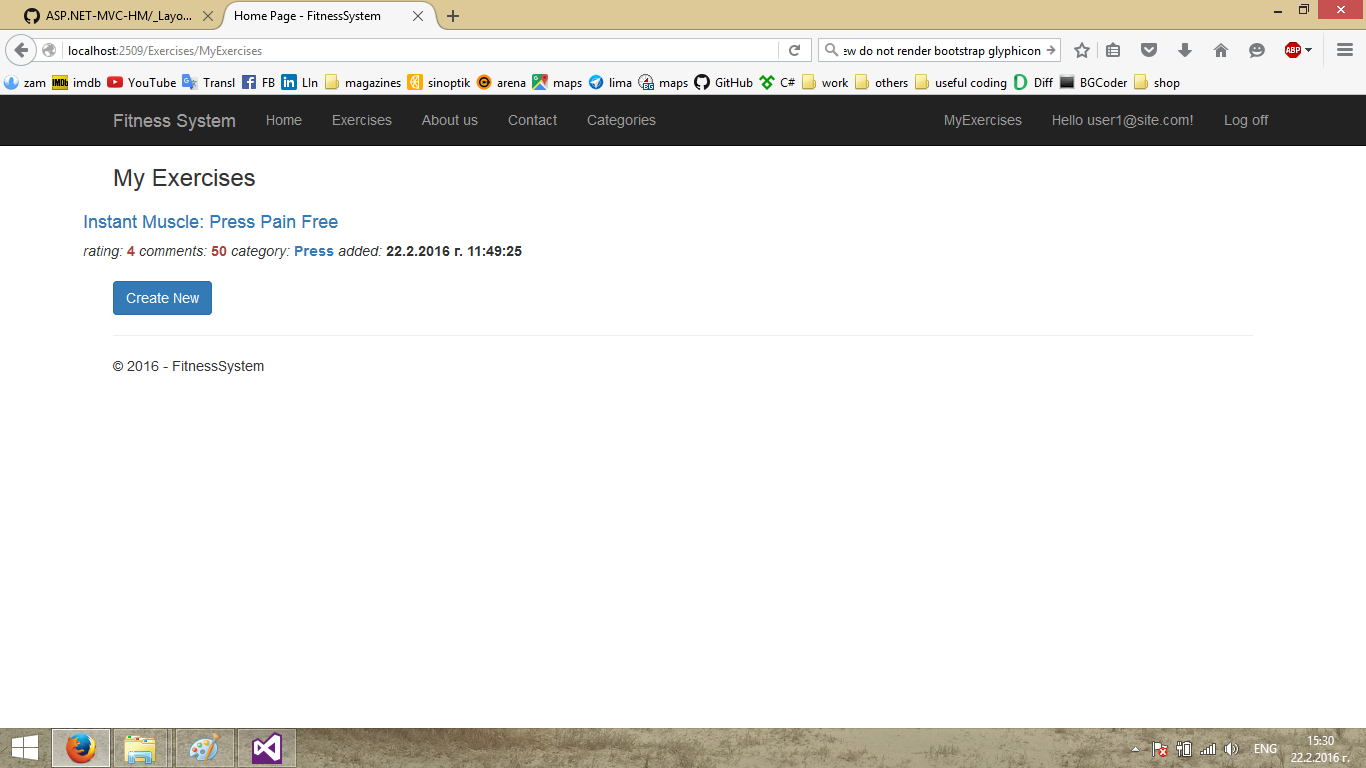 ASP.NET-MVC-HM/_Layo...
Home Page - FitnessSystem
localhost:2509/Exercises/MyExercises
ew do not render bootstrap glyphicon
ABP
zam imdb YouTube Transl FB LIn magazines sinoptik arena maps lima maps GitHub C# work others useful coding Diff BGCoder shop
Fitness System Home Exercises About us Contact Categories MyExercises Hello user1@site.com! Log off
My Exercises
Instant Muscle: Press Pain Free
rating: 4 comments: 50 category: Press added: 22.2.2016 г. 11:49:25
Create New
© 2016 - FitnessSystem
ENG
15:30
22.2.2016 г.